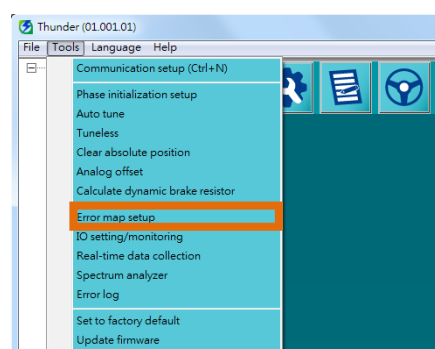 Thunder (01.001.01)
File Tools Language Help
Communication setup (Ctrl+N)
Phase initialization setup
Auto tune
Tuneless
Clear absolute position
Analog offset
Calculate dynamic brake resistor
Error map setup
IO setting/monitoring
Real-time data collection
Spectrum analyzer
Error log
Set to factory default
Update firmware